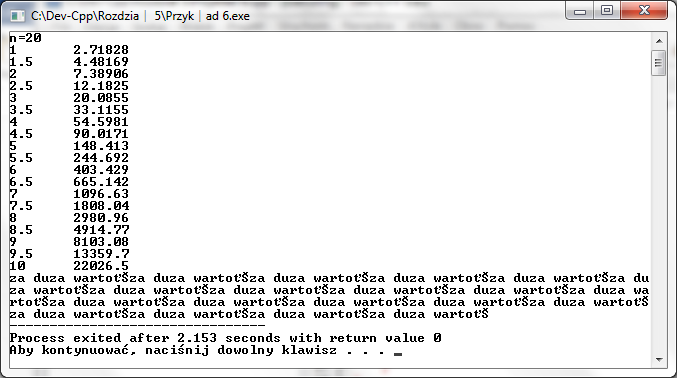 C:\Dev-Cpp\Rozdzia | 5\Przyk | ad 6.exe
n=20
1 2.71828
1.5 4.48169
2 7.38906
2.5 12.1825
3 20.0855
3.5 33.1155
4 54.5981
4.5 90.0171
5 148.413
5.5 244.692
6 403.429
6.5 665.142
7 1096.63
7.5 1808.04
8 2980.96
8.5 4914.77
9 8103.08
9.5 13359.7
10 22026.5
za duza wartoťŠza duza wartoťŠza duza wartoťŠza duza wartoťŠza duza wartoťŠza du
za wartoťŠza duza wartoťŠza duza wartoťŠza duza wartoťŠza duza wartoťŠza duza wa
rtoťŠza duza wartoťŠza duza wartoťŠza duza wartoťŠza duza wartoťŠza duza wartoťŠ
za duza wartoťŠza duza wartoťŠza duza wartoťŠza duza wartoťŠ
--------------------------------
Process exited after 2.153 seconds with return value 0
Aby kontynuować, naciśnij dowolny klawisz . . .